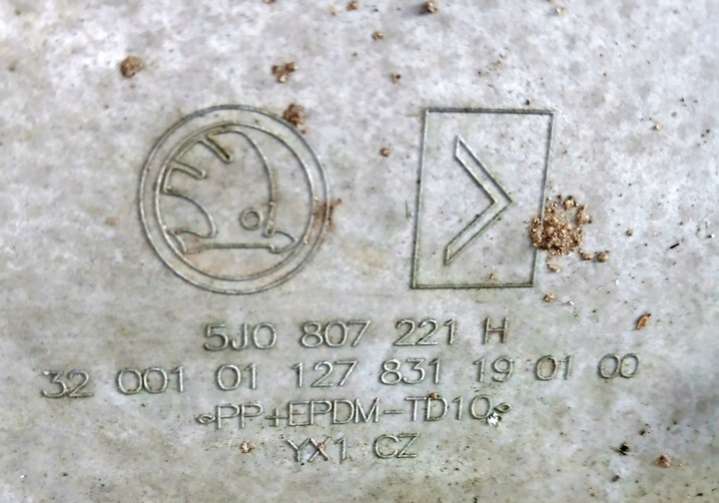 5J0 807 221 H
32 001 01 127 831 19 01 00
>PP+EPDM-TD10<
YX1 CZ